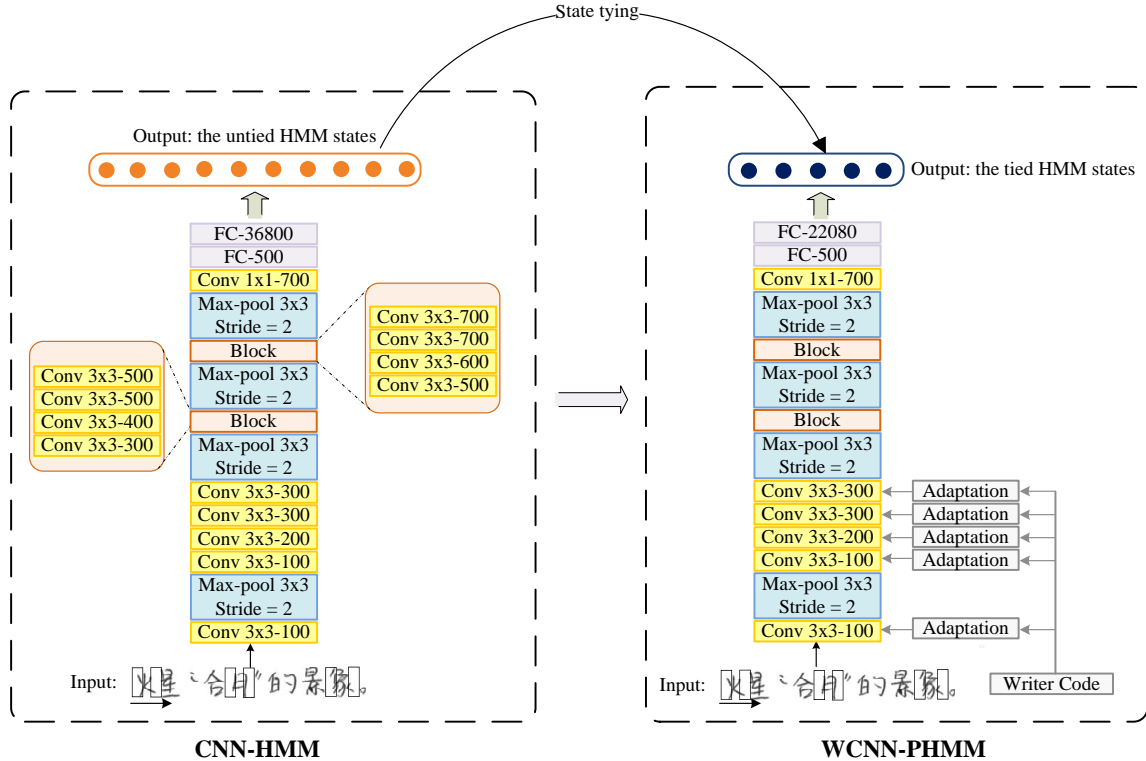 State tying
Output: the untied HMM states
FC-36800
FC-500
Conv 1x1-700
Max-pool 3x3
Stride = 2
Block
Max-pool 3x3
Stride = 2
Block
Max-pool 3x3
Stride = 2
Conv 3x3-300
Conv 3x3-300
Conv 3x3-200
Conv 3x3-100
Max-pool 3x3
Stride = 2
Conv 3x3-100
Conv 3x3-500
Conv 3x3-500
Conv 3x3-400
Conv 3x3-300
Conv 3x3-700
Conv 3x3-700
Conv 3x3-600
Conv 3x3-500
Input: 火星“合月”的景象。
CNN-HMM
Output: the tied HMM states
FC-22080
FC-500
Conv 1x1-700
Max-pool 3x3
Stride = 2
Block
Max-pool 3x3
Stride = 2
Block
Max-pool 3x3
Stride = 2
Conv 3x3-300 Adaptation
Conv 3x3-300 Adaptation
Conv 3x3-200 Adaptation
Conv 3x3-100 Adaptation
Max-pool 3x3
Stride = 2
Conv 3x3-100 Adaptation
Input: 火星“合月”的景象。
Writer Code
WCNN-PHMM